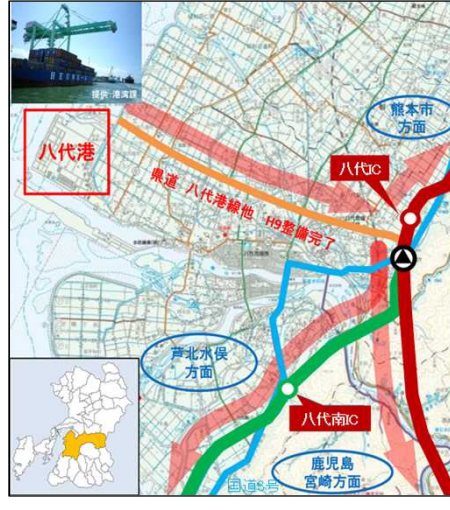 HEUNG-A
提供 港湾課
八代港
熊本市
方面
八代IC
県道 八代港線他 H9整備完了
芦北水俣
方面
八代南IC
鹿児島
宮崎方面
国道3号